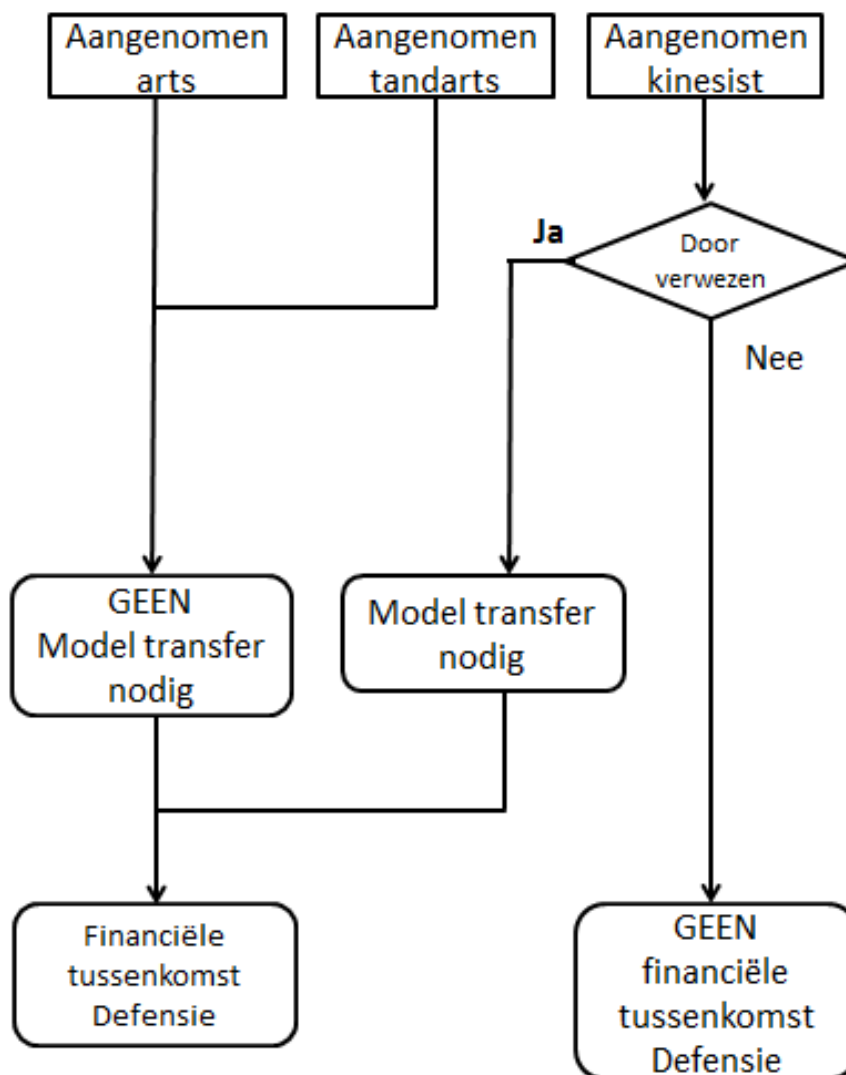 Aangenomen
arts
Aangenomen
tandarts
Aangenomen
kinesist
Door
verwezen
Ja
Nee
GEEN
Model transfer
nodig
Model transfer
nodig
Financiële
tussenkomst
Defensie
GEEN
financiële
tussenkomst
Defensie